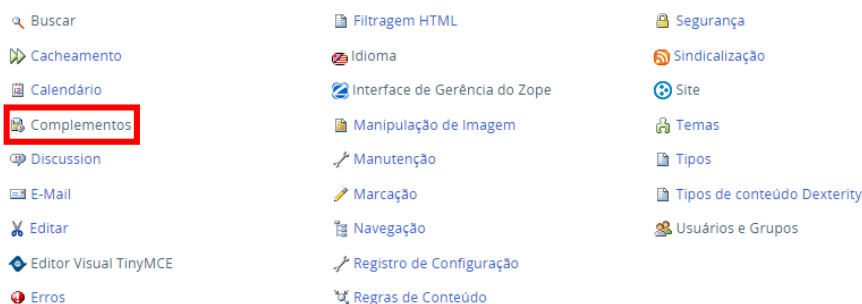 Buscar
Cacheamento
Calendário
Complementos
Discussion
E-Mail
Editar
Editor Visual TinyMCE
Erros
Filtragem HTML
Idioma
Interface de Gerência do Zope
Manipulação de Imagem
Manutenção
Marcação
Navegação
Registro de Configuração
Regras de Conteúdo
Segurança
Sindicalização
Site
Temas
Tipos
Tipos de conteúdo Dexterity
Usuários e Grupos